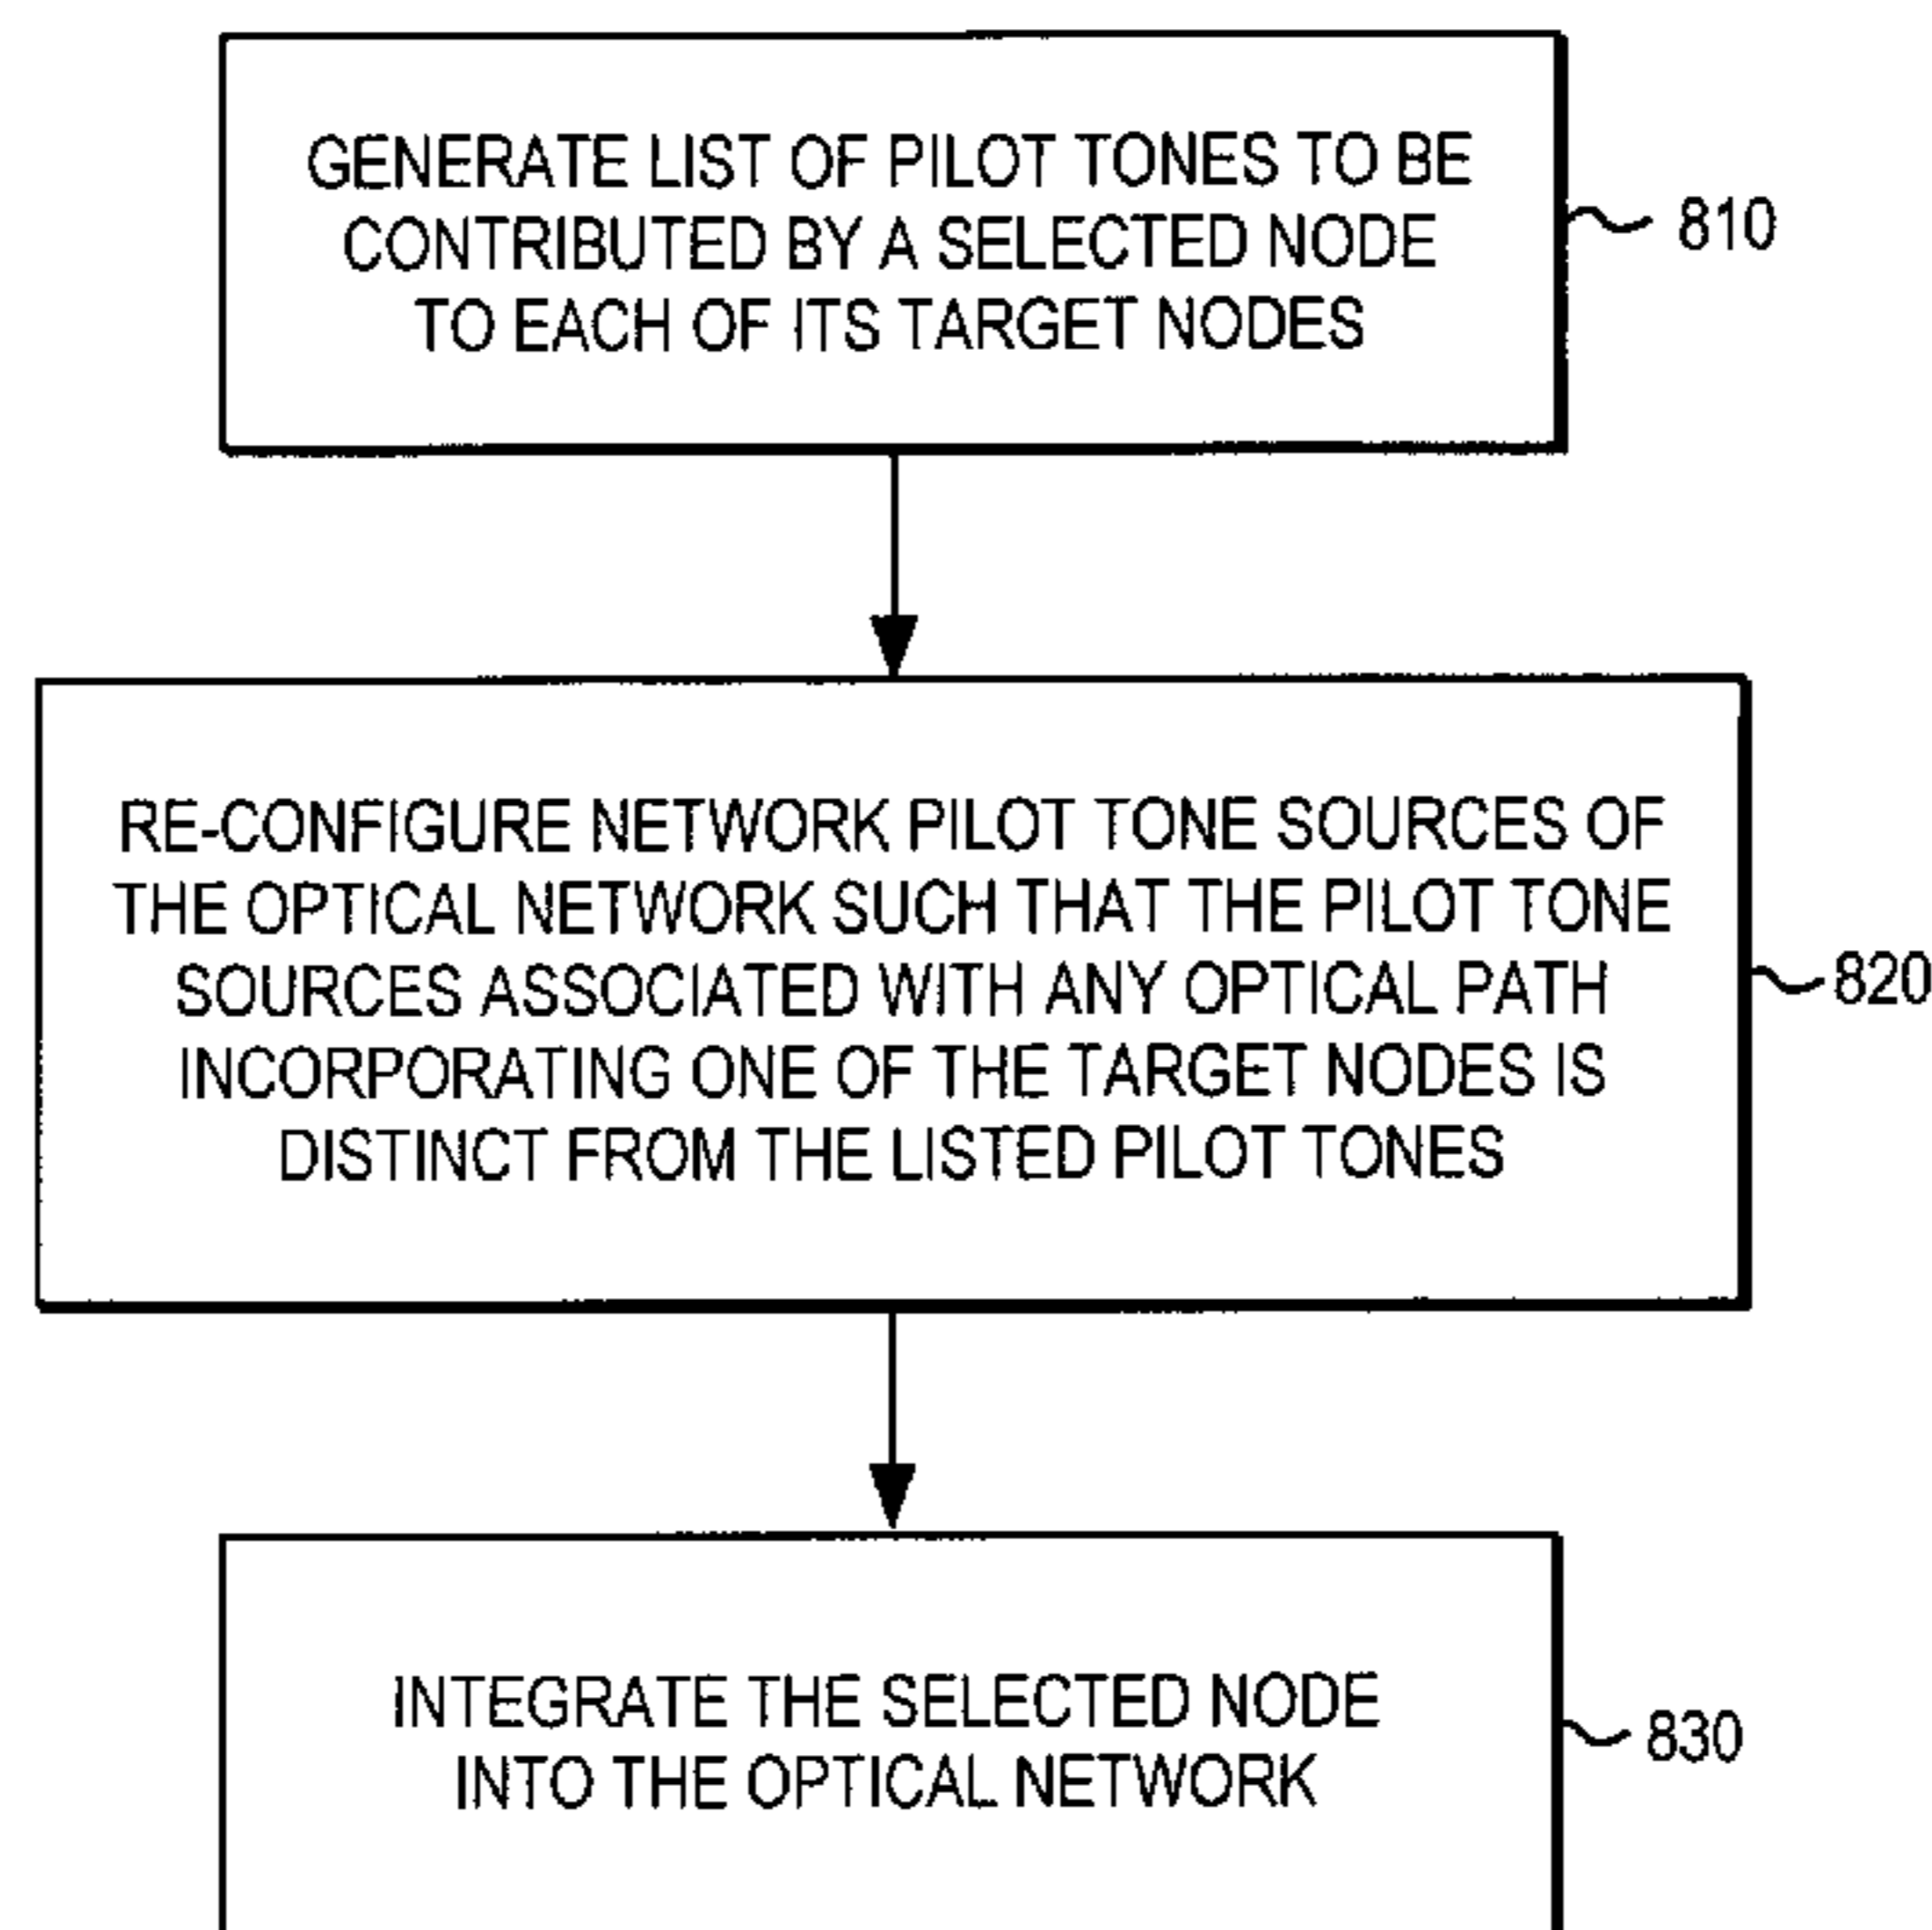 GENERATE LIST OF PILOT TONES TO BE
CONTRIBUTED BY A SELECTED NODE
TO EACH OF ITS TARGET NODES
810
RE-CONFIGURE NETWORK PILOT TONE SOURCES OF
THE OPTICAL NETWORK SUCH THAT THE PILOT TONE
SOURCES ASSOCIATED WITH ANY OPTICAL PATH
INCORPORATING ONE OF THE TARGET NODES IS
DISTINCT FROM THE LISTED PILOT TONES
820
INTEGRATE THE SELECTED NODE
INTO THE OPTICAL NETWORK
830